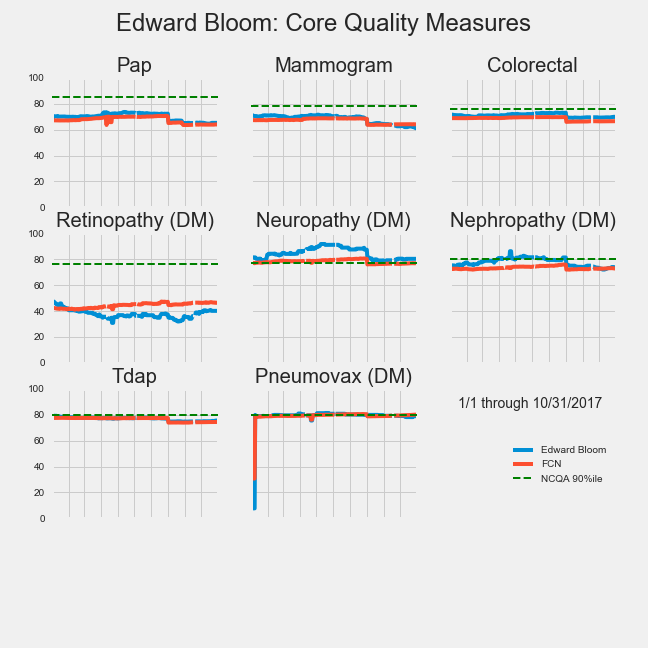 Edward Bloom: Core Quality Measures
Pap
Mammogram
Colorectal
100
80
60
40
20
0
Retinopathy (DM)
Neuropathy (DM)
Nephropathy (DM)
100
80
60
40
20
0
Tdap
Pneumovax (DM)
100
80
60
40
20
0
1/1 through 10/31/2017
Edward Bloom
FCN
NCQA 90%ile